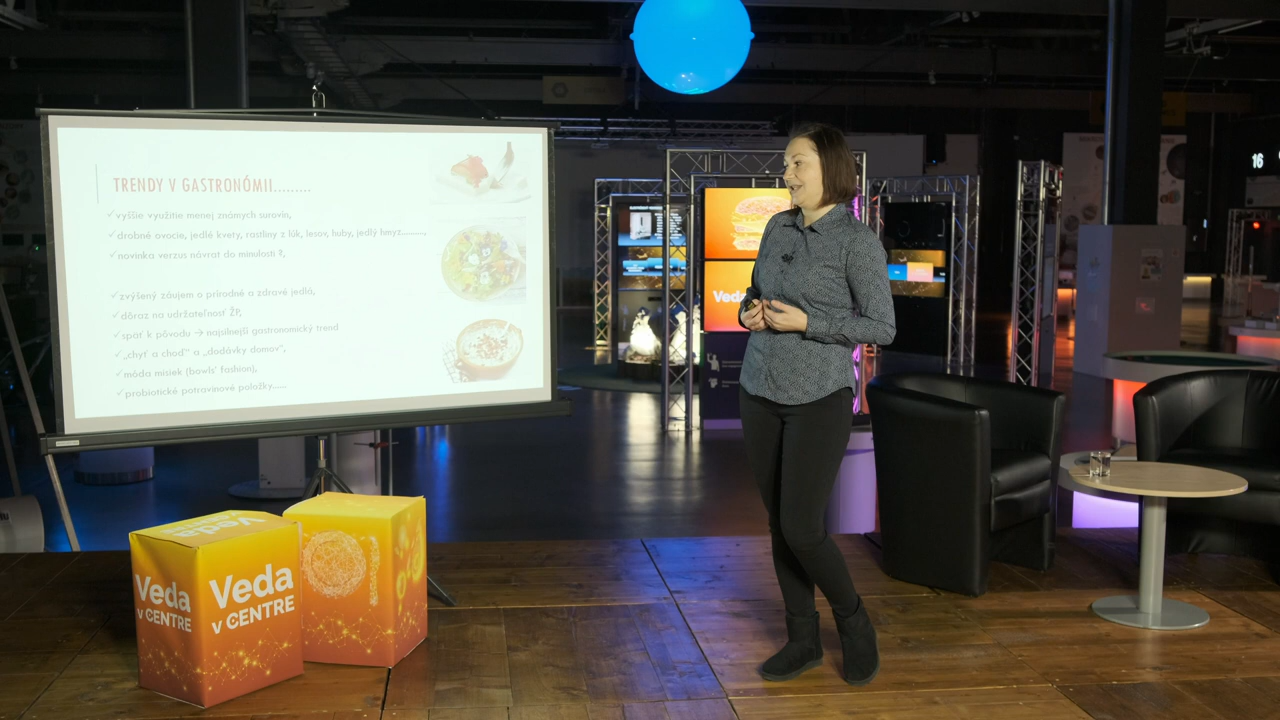 TRENDY V GASTRONÓMII.........
✓vyššie využitie menej známych surovín,
✓drobné ovocie, jedlé kvety, rastliny z lúk, lesov, huby, jedlý hmyz.........,
✓novinka verzus návrat do minulosti ?,
✓zvýšený záujem o prírodné a zdravé jedlá,
✓dôraz na udržateľnosť ŽP,
✓späť k pôvodu → najsilnejší gastronomický trend
✓„chyť a choď“ a „dodávky domov“,
✓móda misiek (bowls' fashion),
✓probiotické potravinové položky.....
16
Veda
Veda
CENTRE
Veda
v CENTRE
Veda
v CENTRE